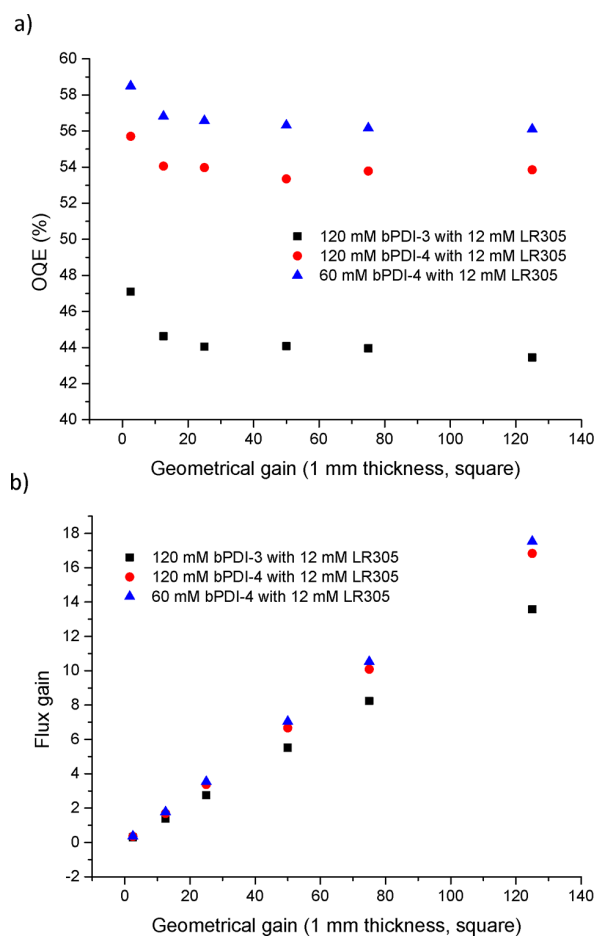 a)
60
58
56
54
52
50
48
46
44
42
40
OQE (%)
120 mM bPDI-3 with 12 mM LR305
120 mM bPDI-4 with 12 mM LR305
60 mM bPDI-4 with 12 mM LR305
0 20 40 60 80 100 120 140
Geometrical gain (1 mm thickness, square)
b)
18
16
14
12
10
8
6
4
2
0
-2
Flux gain
120 mM bPDI-3 with 12 mM LR305
120 mM bPDI-4 with 12 mM LR305
60 mM bPDI-4 with 12 mM LR305
0 20 40 60 80 100 120 140
Geometrical gain (1 mm thickness, square)